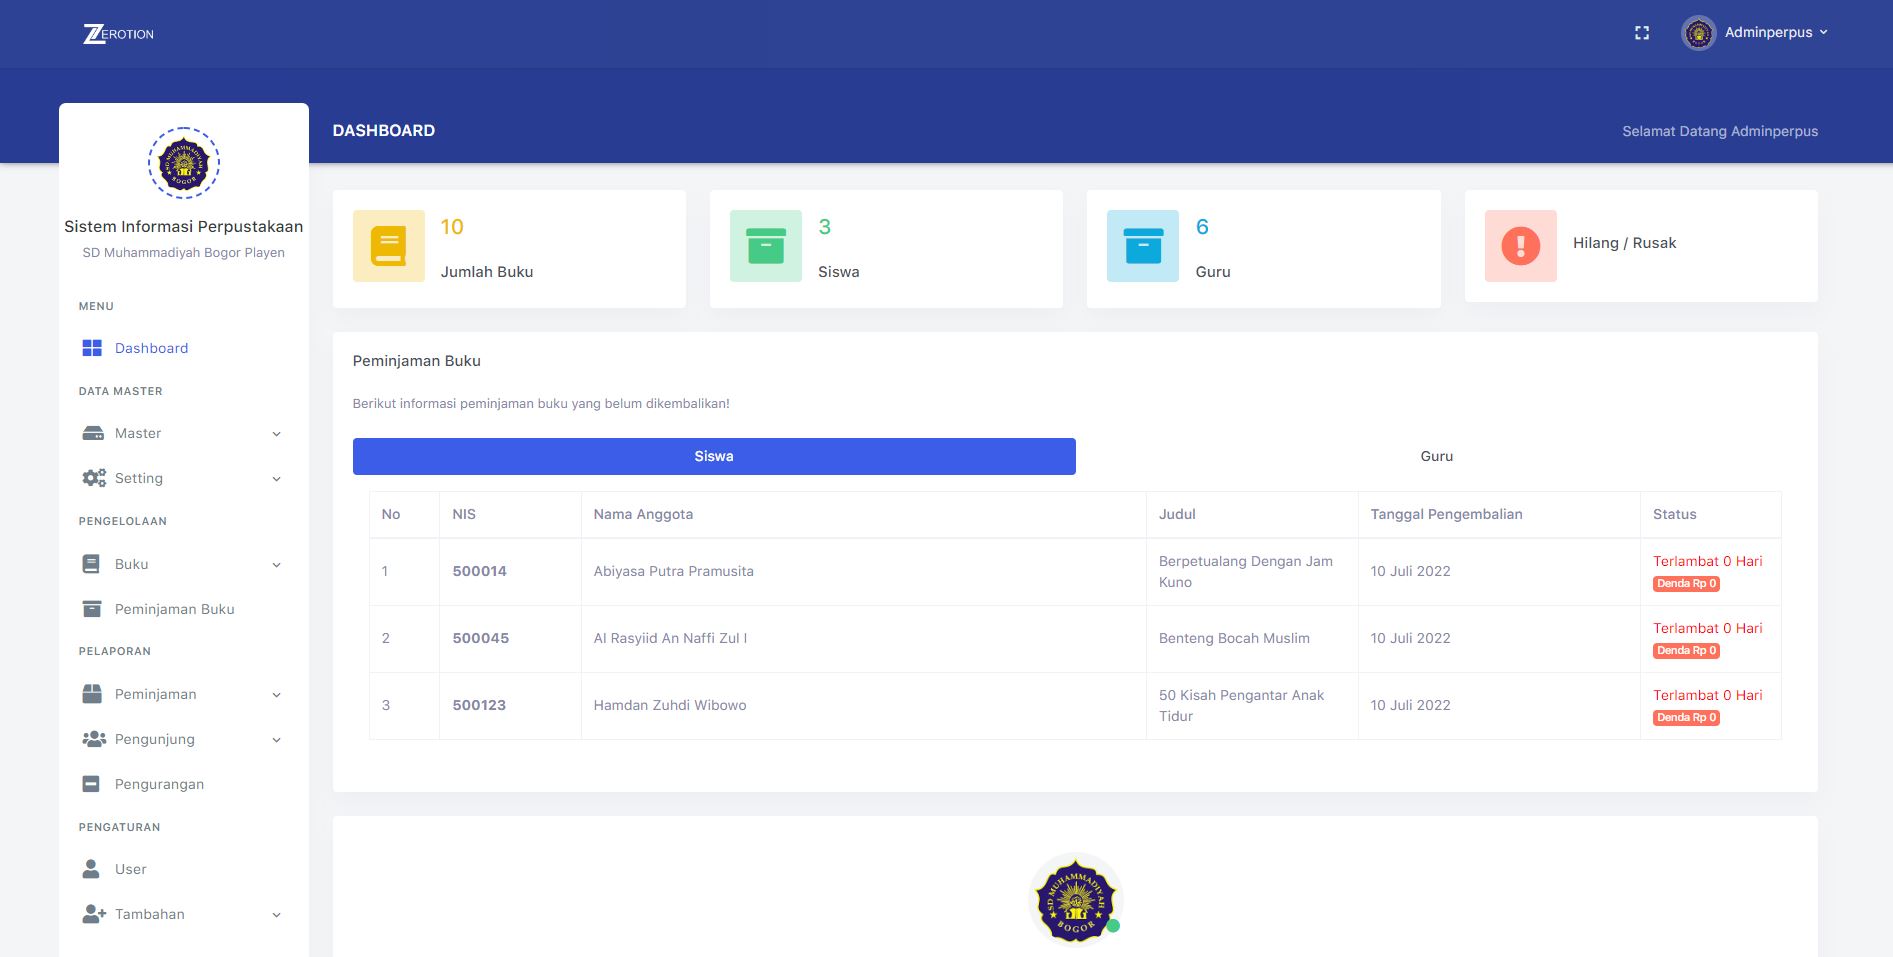 ZEROTION
Adminperpus
DASHBOARD
Selamat Datang Adminperpus
SD MUHAMMADIYAH
BOGOR
Sistem Informasi Perpustakaan
SD Muhammadiyah Bogor Playen
MENU
Dashboard
DATA MASTER
Master
Setting
PENGELOLAAN
Buku
Peminjaman Buku
PELAPORAN
Peminjaman
Pengunjung
Pengurangan
PENGATURAN
User
Tambahan
10
Jumlah Buku
3
Siswa
6
Guru
Hilang / Rusak
Peminjaman Buku
Berikut informasi peminjaman buku yang belum dikembalikan!
Siswa Guru
No NIS Nama Anggota Judul Tanggal Pengembalian Status
1 500014 Abiyasa Putra Pramusita Berpetualang Dengan Jam Kuno 10 Juli 2022 Terlambat 0 Hari
Denda Rp 0
2 500045 Al Rasyiid An Naffi Zul I Benteng Bocah Muslim 10 Juli 2022 Terlambat 0 Hari
Denda Rp 0
3 500123 Hamdan Zuhdi Wibowo 50 Kisah Pengantar Anak Tidur 10 Juli 2022 Terlambat 0 Hari
Denda Rp 0
SD MUHAMMADIYAH
BOGOR